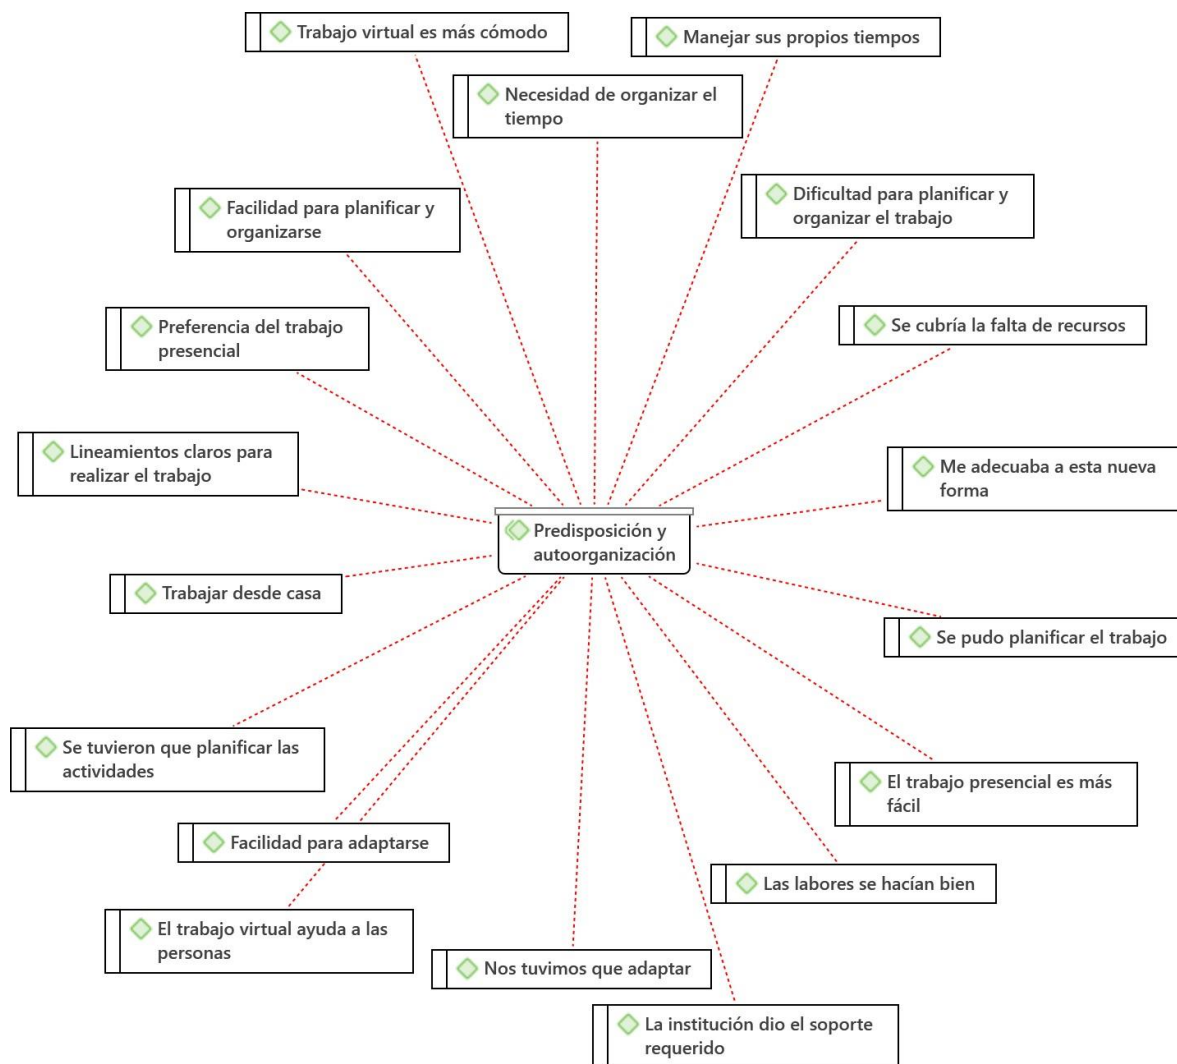 Trabajo virtual es más cómodo
Manejar sus propios tiempos
Necesidad de organizar el
tiempo
Facilidad para planificar y
organizarse
Dificultad para planificar y
organizar el trabajo
Preferencia del trabajo
presencial
Se cubría la falta de recursos
Lineamientos claros para
realizar el trabajo
Me adecuaba a esta nueva
forma
Predisposición y
autoorganización
Trabajar desde casa
Se pudo planificar el trabajo
Se tuvieron que planificar las
actividades
El trabajo presencial es más
fácil
Facilidad para adaptarse
Las labores se hacían bien
El trabajo virtual ayuda a las
personas
Nos tuvimos que adaptar
La institución dio el soporte
requerido